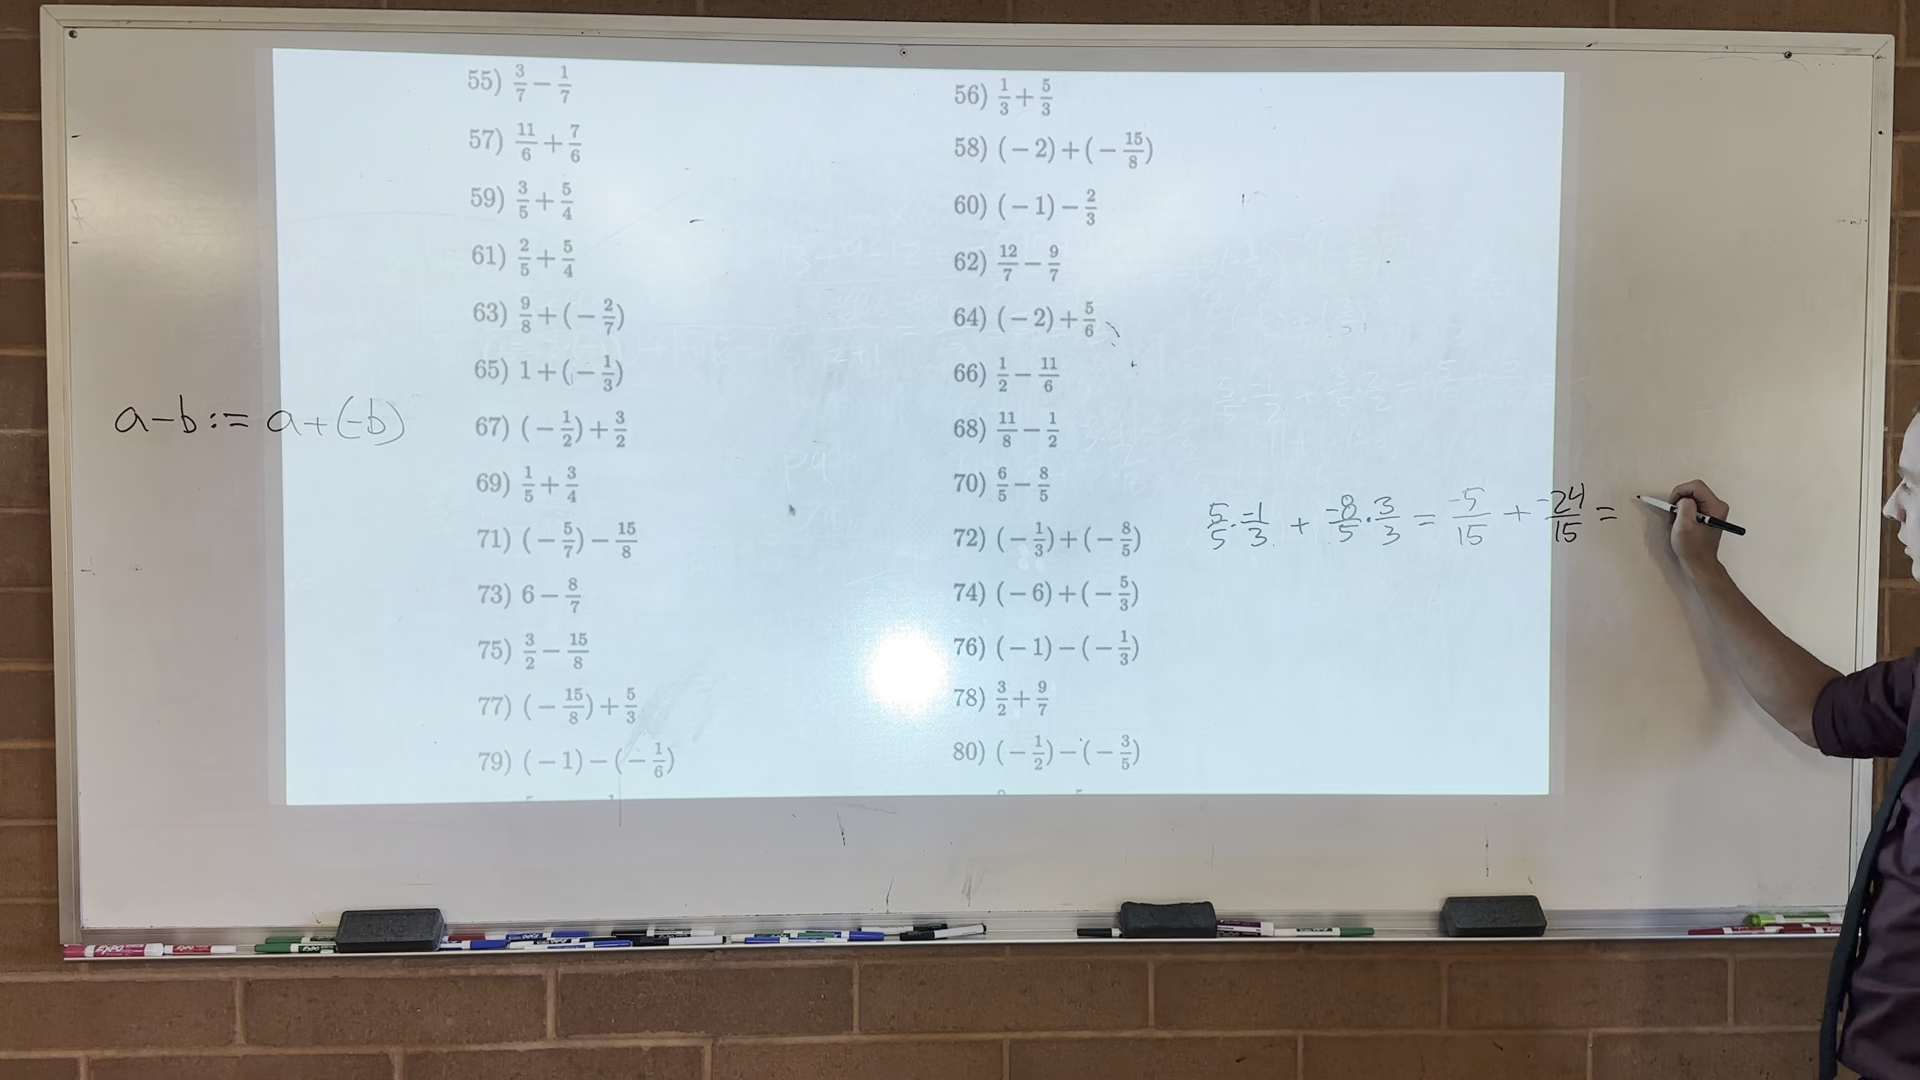 55) 3/7 − 1/7
56) 1/3 + 5/3
57) 11/6 + 7/6
58) (− 2) + (− 15/8)
59) 3/5 + 5/4
60) (− 1) − 2/3
61) 2/5 + 5/4
62) 12/7 − 9/7
63) 9/8 + (− 2/7)
64) (− 2) + 5/6
65) 1 + (− 1/3)
66) 1/2 − 11/6
a-b := a+(-b)
67) (− 1/2) + 3/2
68) 11/8 − 1/2
69) 1/5 + 3/4
70) 6/5 − 8/5
71) (− 5/7) − 15/8
72) (− 1/3) + (− 8/5)
5/5 · -1/3 + -8/5 · 3/3 = -5/15 + -24/15 =
73) 6 − 8/7
74) (− 6) + (− 5/3)
75) 3/2 − 15/8
76) (− 1) − (− 1/3)
77) (− 15/8) + 5/3
78) 3/2 + 9/7
79) (− 1) − (− 1/6)
80) (− 1/2) − (− 3/5)
EXPO